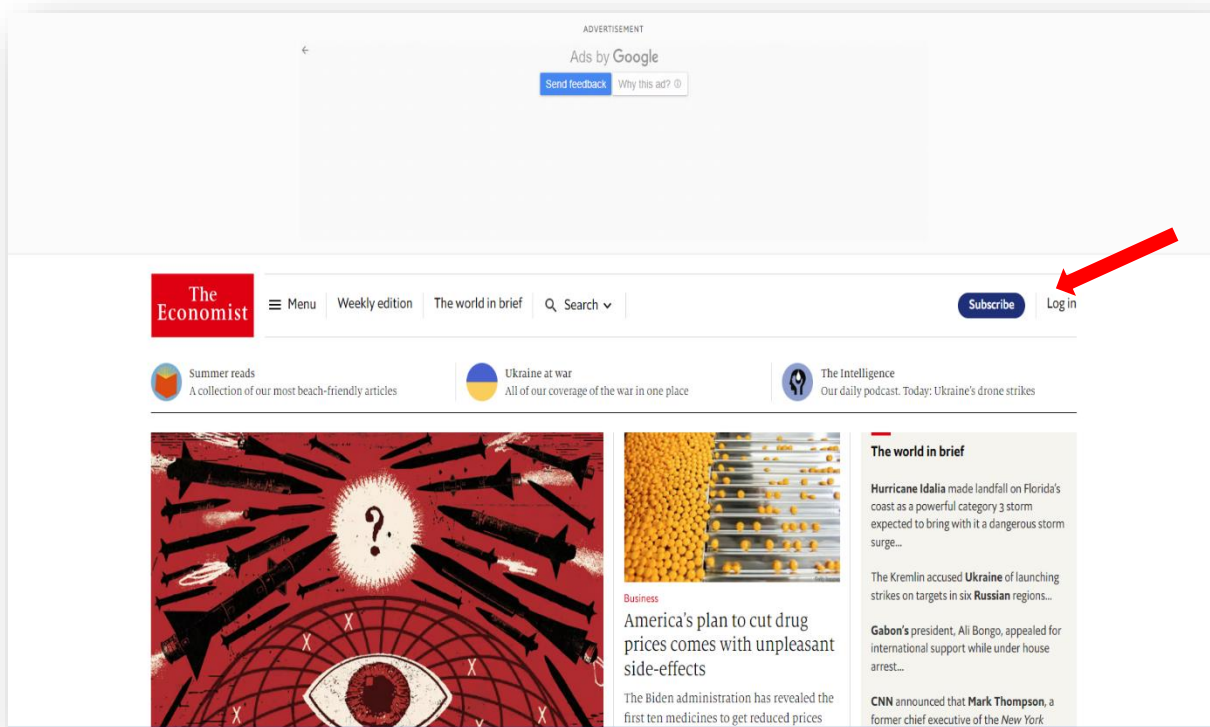 ADVERTISEMENT
Ads by Google
Send feedback Why this ad?
The
Economist
Menu
Weekly edition
The world in brief
Search
Subscribe
Log in
Summer reads
A collection of our most beach-friendly articles
Ukraine at war
All of our coverage of the war in one place
The Intelligence
Our daily podcast. Today: Ukraine's drone strikes
?
X
X
X
X
X
X
Business
America's plan to cut drug
prices comes with unpleasant
side-effects
The Biden administration has revealed the
first ten medicines to get reduced prices
The world in brief
Hurricane Idalia made landfall on Florida's
coast as a powerful category 3 storm
expected to bring with it a dangerous storm
surge...
The Kremlin accused Ukraine of launching
strikes on targets in six Russian regions...
Gabon's president, Ali Bongo, appealed for
international support while under house
arrest...
CNN announced that Mark Thompson, a
former chief executive of the New York